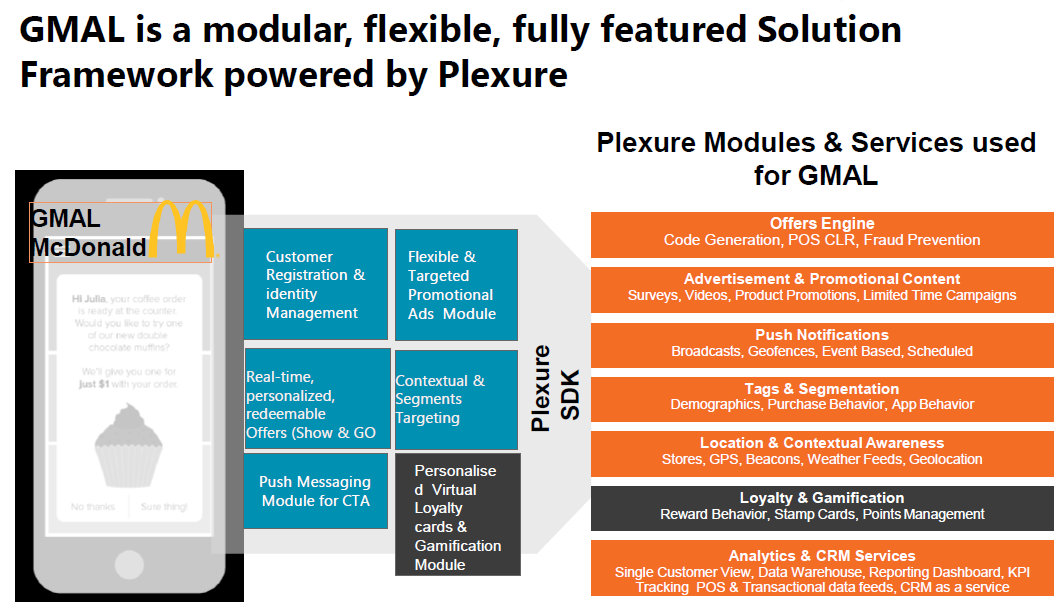 GMAL is a modular, flexible, fully featured Solution
Framework powered by Plexure
Plexure Modules & Services used
for GMAL
GMAL
McDonald
Hi Julia, your coffee order
is ready at the counter.
Would you like to try one
of our new double
chocolate muffins?
We'll give you one for
just $1 with your order.
No thanks
Sure thing!
Customer
Registration &
identity
Management
Flexible &
Targeted
Promotional
Ads Module
Real-time,
personalized,
redeemable
Offers (Show & GO
Contextual &
Segments
Targeting
Push Messaging
Module for CTA
Personalise
d Virtual
Loyalty
cards &
Gamification
Module
Plexure
SDK
Offers Engine
Code Generation, POS CLR, Fraud Prevention
Advertisement & Promotional Content
Surveys, Videos, Product Promotions, Limited Time Campaigns
Push Notifications
Broadcasts, Geofences, Event Based, Scheduled
Tags & Segmentation
Demographics, Purchase Behavior, App Behavior
Location & Contextual Awareness
Stores, GPS, Beacons, Weather Feeds, Geolocation
Loyalty & Gamification
Reward Behavior, Stamp Cards, Points Management
Analytics & CRM Services
Single Customer View, Data Warehouse, Reporting Dashboard, KPI
Tracking POS & Transactional data feeds, CRM as a service